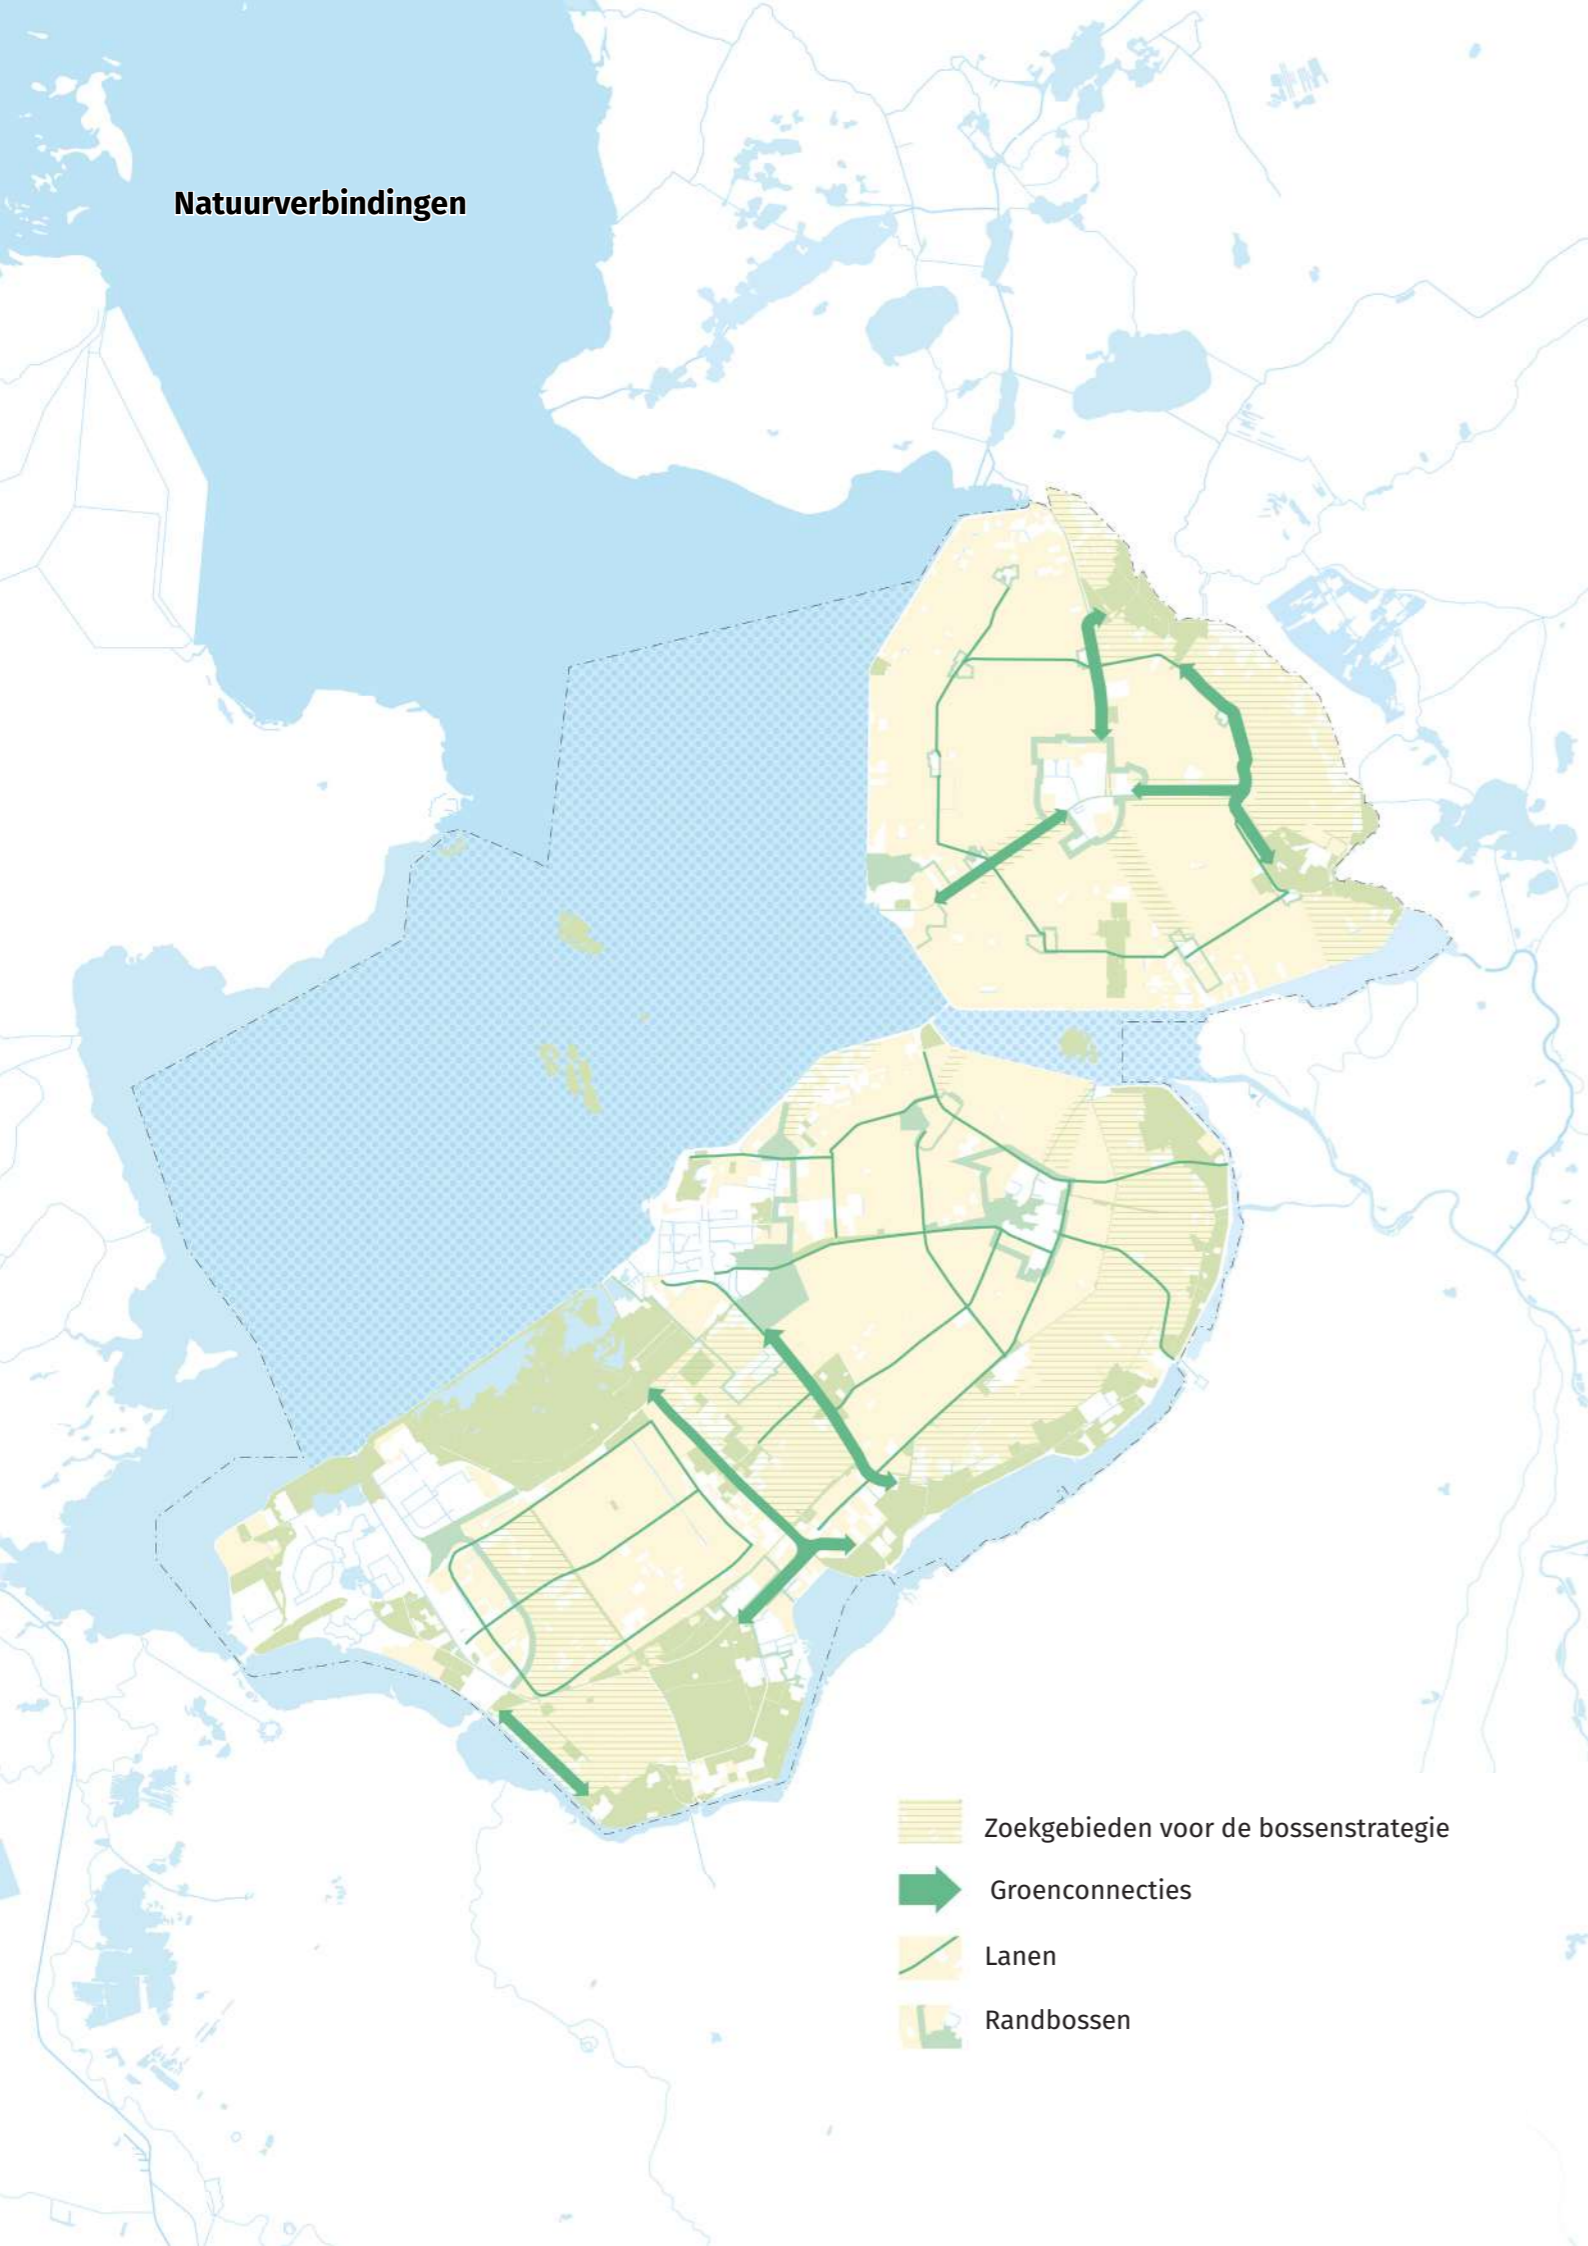 Natuurverbindingen
Zoekgebieden voor de bossenstrategie
Groenconnecties
Lanen
Randbossen